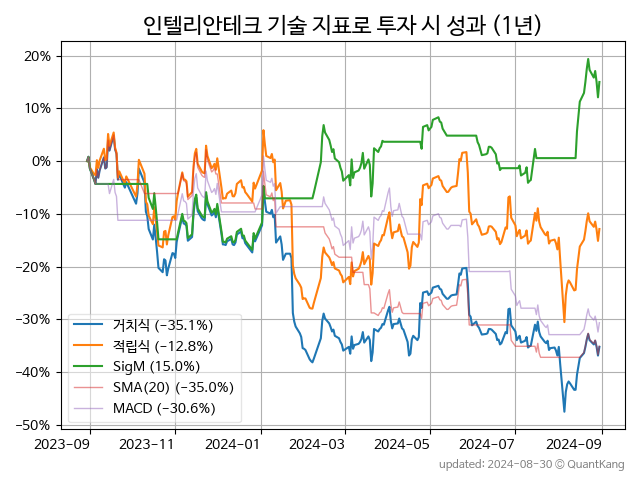 인텔리안테크 기술 지표로 투자 시 성과 (1년)
20%
10%
0%
−10%
−20%
−30%
−40%
−50%
거치식 (−35.1%)
적립식 (−12.8%)
SigM (15.0%)
SMA(20) (−35.0%)
MACD (−30.6%)
2023-09
2023-11
2024-01
2024-03
2024-05
2024-07
2024-09
updated: 2024-08-30 © QuantKang